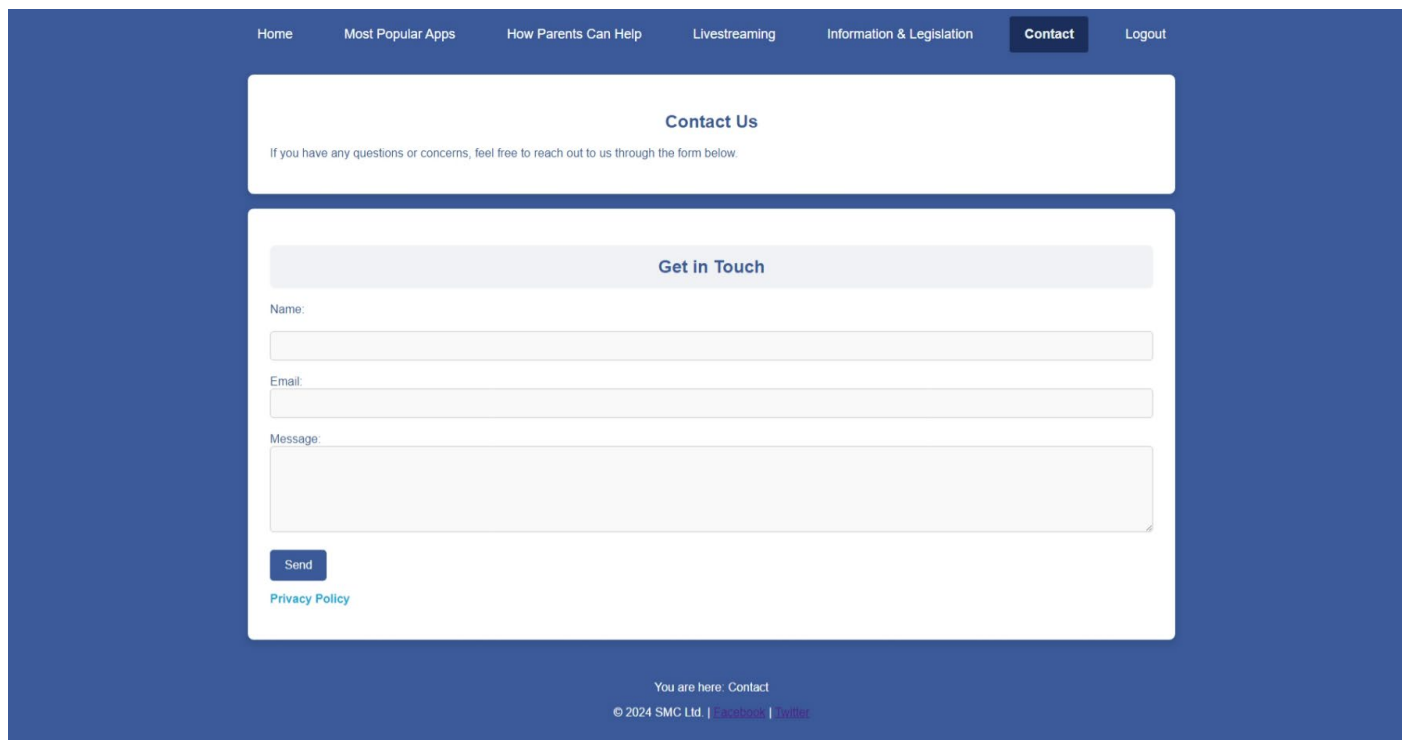 Home Most Popular Apps How Parents Can Help Livestreaming Information & Legislation Contact Logout
Contact Us
If you have any questions or concerns, feel free to reach out to us through the form below.
Get in Touch
Name:
Email:
Message:
Send
Privacy Policy
You are here: Contact
© 2024 SMC Ltd. | Facebook | Twitter